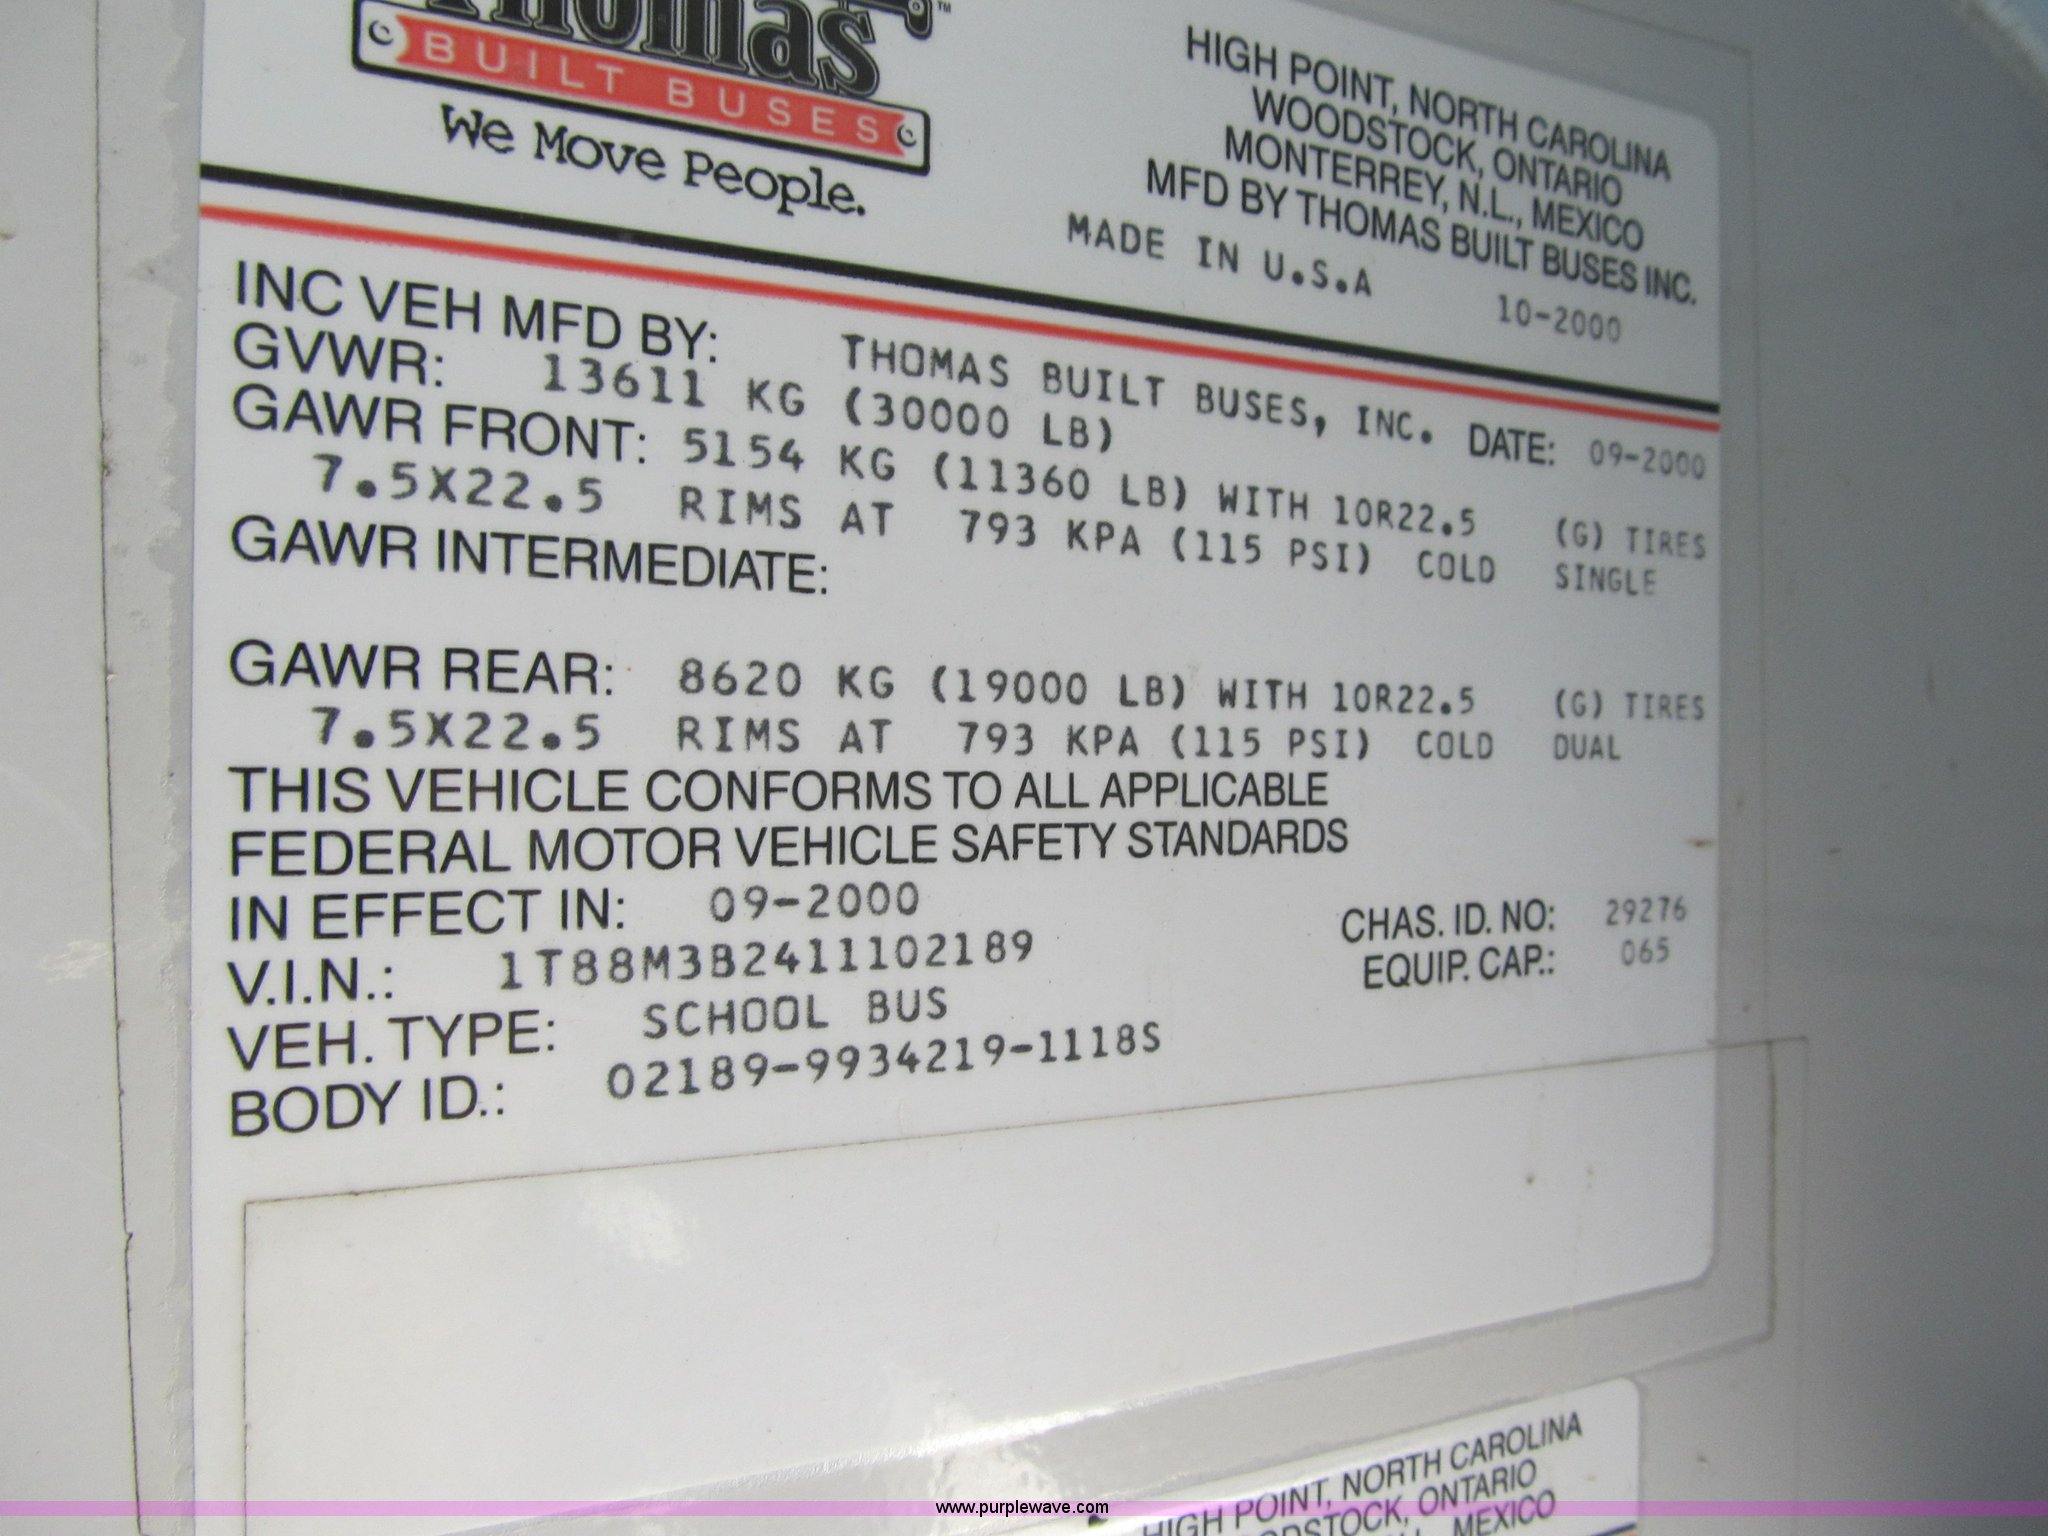 Thomas ™
BUILT BUSES
We Move People.
HIGH POINT, NORTH CAROLINA
WOODSTOCK, ONTARIO
MONTERREY, N.L., MEXICO
MFD BY THOMAS BUILT BUSES INC.
MADE IN U.S.A 10-2000
INC VEH MFD BY: THOMAS BUILT BUSES, INC. DATE: 09-2000
GVWR: 13611 KG (30000 LB)
GAWR FRONT: 5154 KG (11360 LB) WITH 10R22.5 (G) TIRES
7.5X22.5 RIMS AT 793 KPA (115 PSI) COLD SINGLE
GAWR INTERMEDIATE:
GAWR REAR: 8620 KG (19000 LB) WITH 10R22.5 (G) TIRES
7.5X22.5 RIMS AT 793 KPA (115 PSI) COLD DUAL
THIS VEHICLE CONFORMS TO ALL APPLICABLE
FEDERAL MOTOR VEHICLE SAFETY STANDARDS
IN EFFECT IN: 09-2000
CHAS. ID. NO: 29276
V.I.N.: 1T88M3B2411102189
EQUIP. CAP.: 065
VEH. TYPE: SCHOOL BUS
BODY ID.: 02189-9934219-1118S
HIGH POINT, NORTH CAROLINA
ODSTOCK, ONTARIO
MEXICO
www.purplewave.com